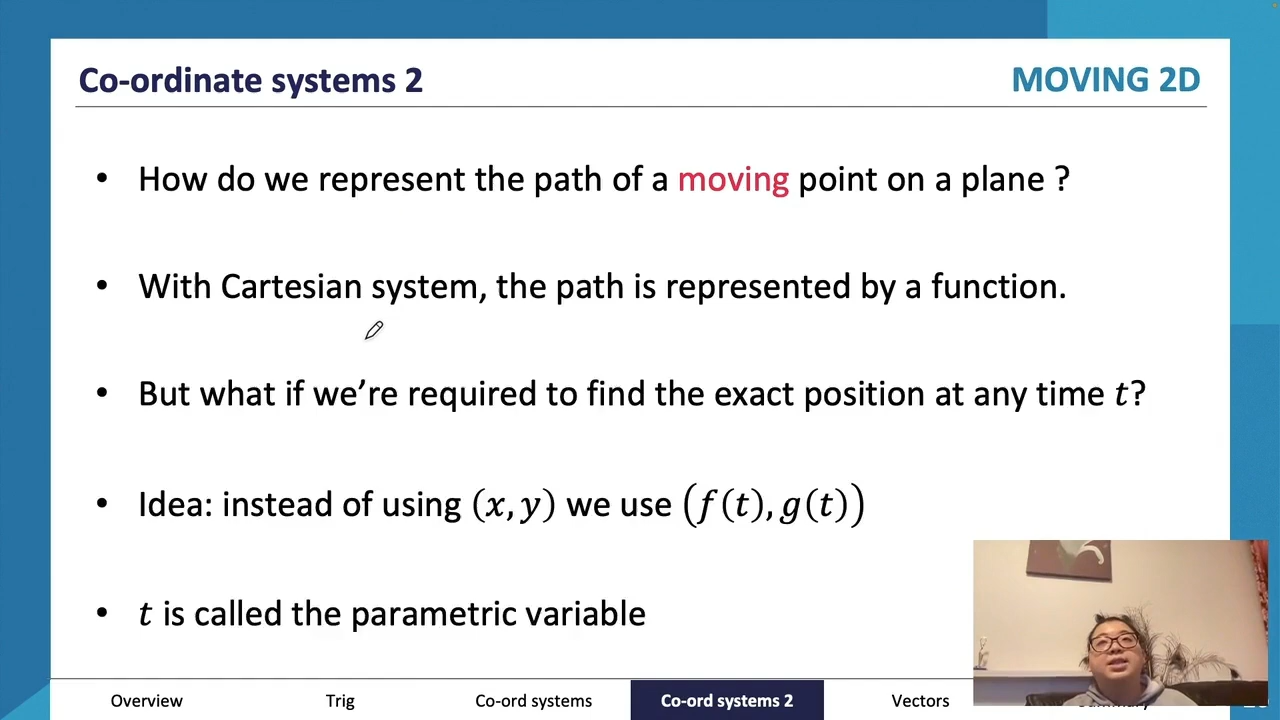 Co-ordinate systems 2
MOVING 2D
• How do we represent the path of a moving point on a plane ?
• With Cartesian system, the path is represented by a function.
• But what if we’re required to find the exact position at any time t?
• Idea: instead of using (x, y) we use (f(t), g(t))
• t is called the parametric variable
Overview Trig Co-ord systems Co-ord systems 2 Vectors